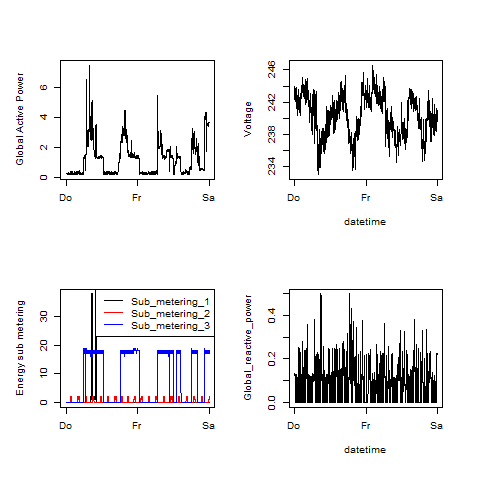 Global Active Power
0 2 4 6
Do Fr Sa
Voltage
234 238 242 246
Do Fr Sa
datetime
Energy sub metering
0 10 20 30
Sub_metering_1
Sub_metering_2
Sub_metering_3
Do Fr Sa
Global_reactive_power
0.0 0.2 0.4
Do Fr Sa
datetime